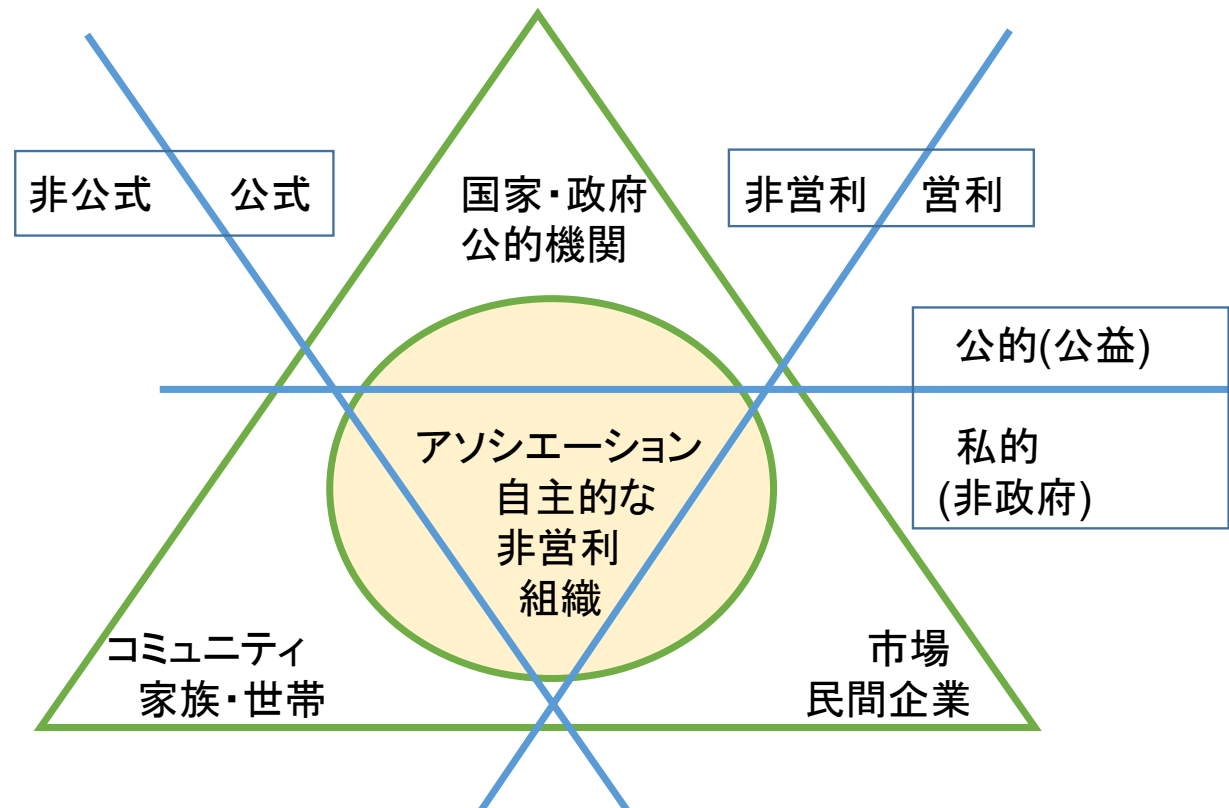 非公式 公式
国家・政府
公的機関
非営利 営利
公的(公益)
私的
(非政府)
アソシエーション
自主的な
非営利
組織
コミュニティ
家族・世帯
市場
民間企業